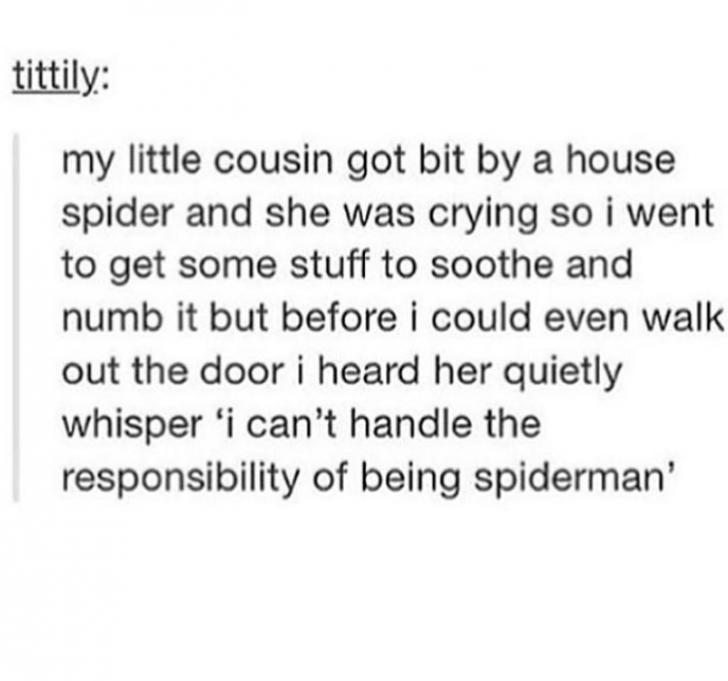 tittily:
my little cousin got bit by a house
spider and she was crying so i went
to get some stuff to soothe and
numb it but before i could even walk
out the door i heard her quietly
whisper ‘i can’t handle the
responsibility of being spiderman’